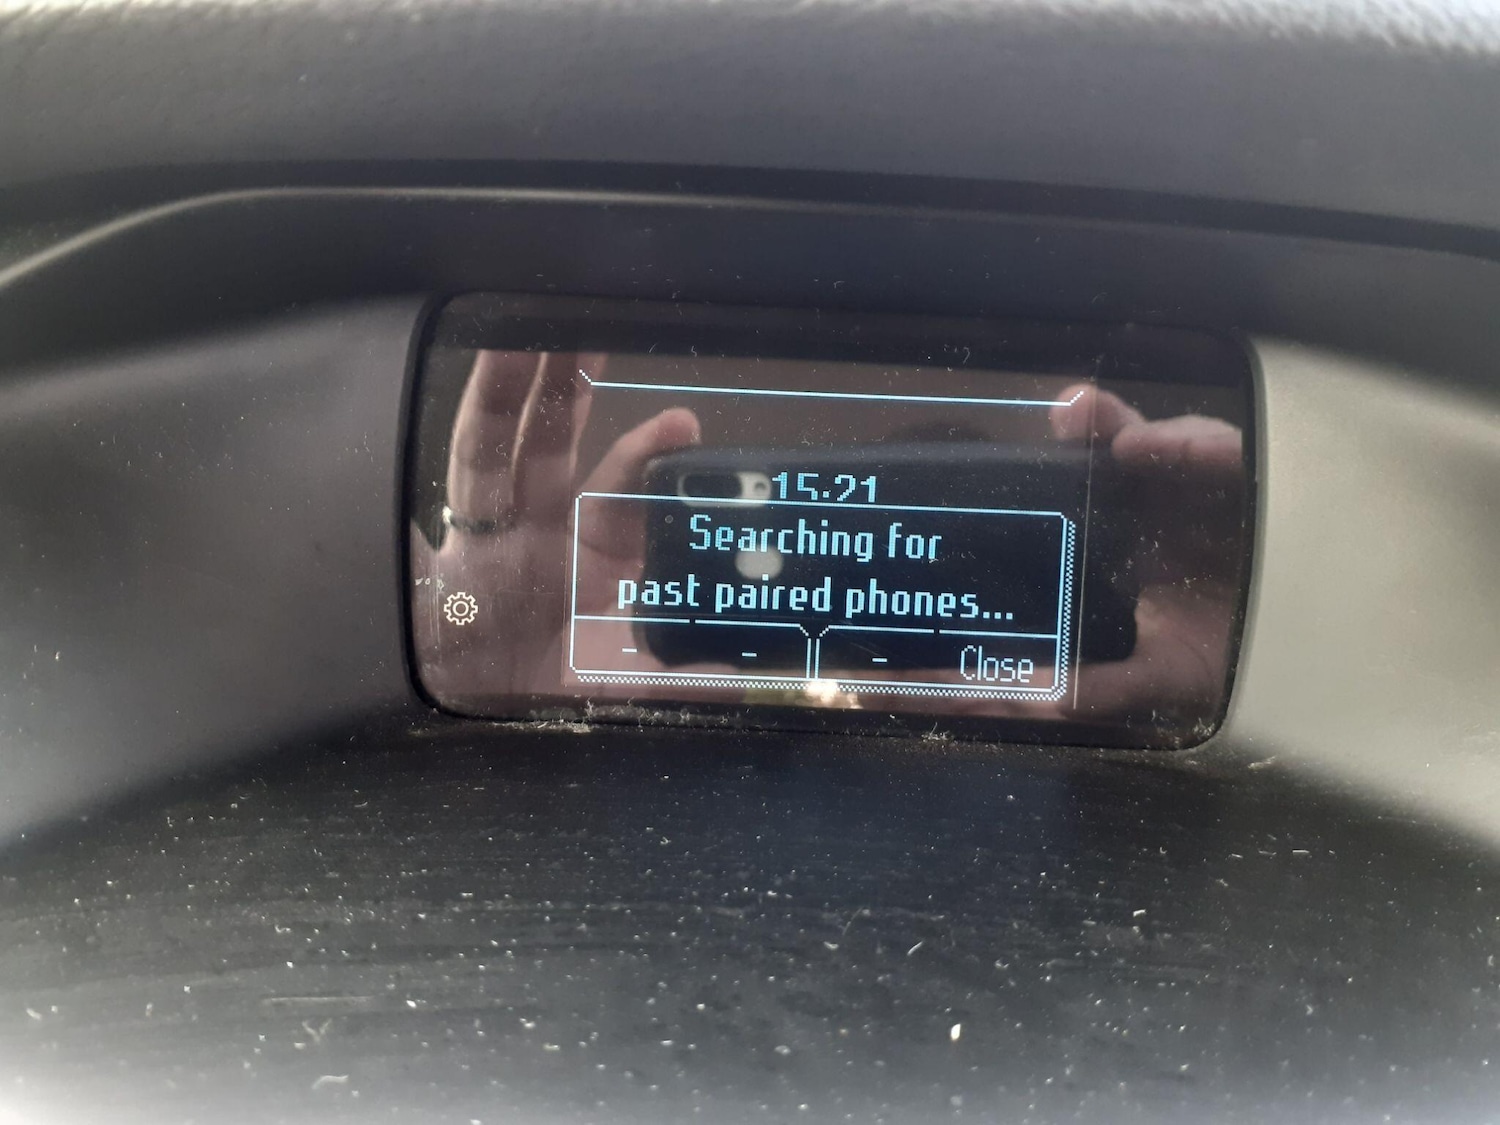 15:21
Searching for
past paired phones...
- - - Close